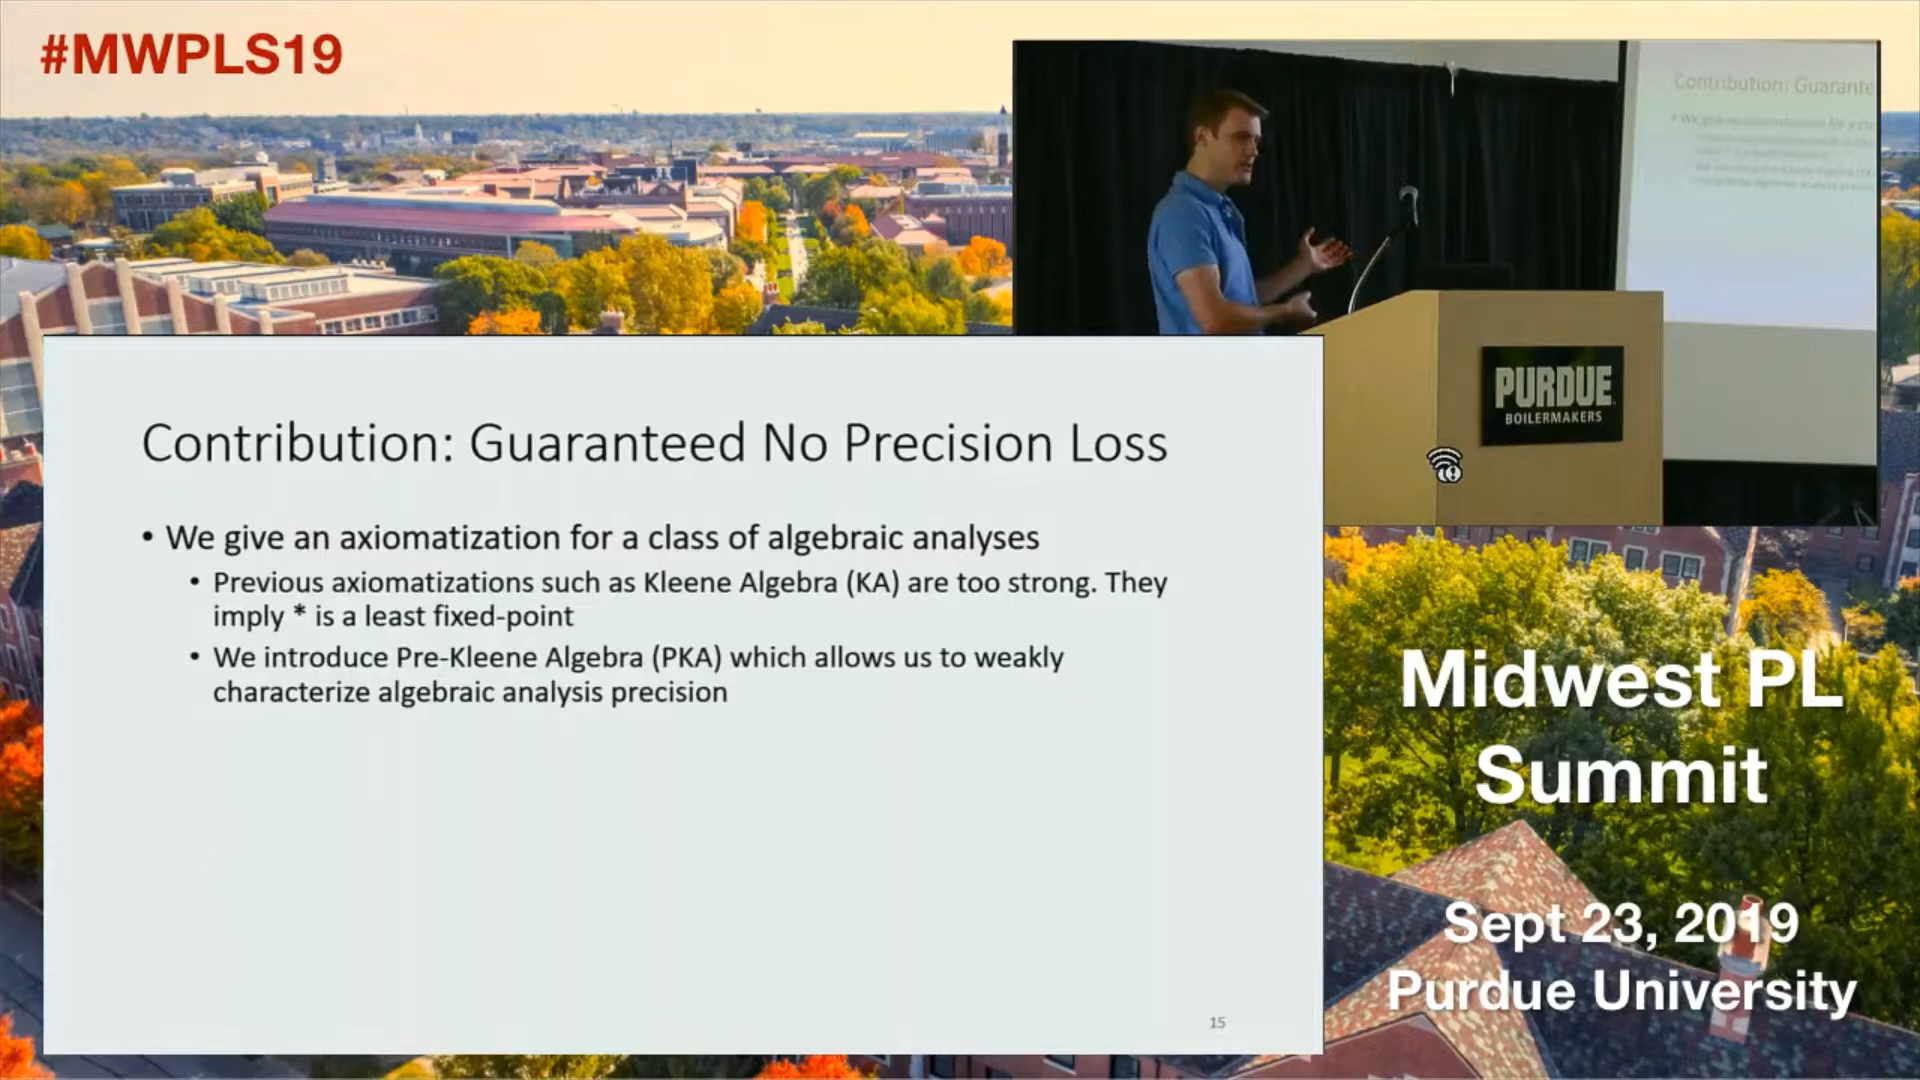 #MWPLS19
Contribution: Guarante
PURDUE
BOILERMAKERS
Contribution: Guaranteed No Precision Loss
• We give an axiomatization for a class of algebraic analyses
• Previous axiomatizations such as Kleene Algebra (KA) are too strong. They
imply * is a least fixed-point
• We introduce Pre-Kleene Algebra (PKA) which allows us to weakly
characterize algebraic analysis precision
15
Midwest PL
Summit
Sept 23, 2019
Purdue University